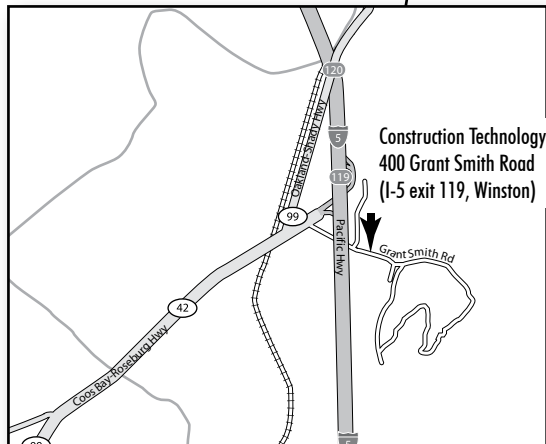 120
Oakland-Shady Hwy
5
Construction Technology
400 Grant Smith Road
(I-5 exit 119, Winston)
119
99
Pacific Hwy
Grant Smith Rd
42
Coos Bay-Roseburg Hwy
5